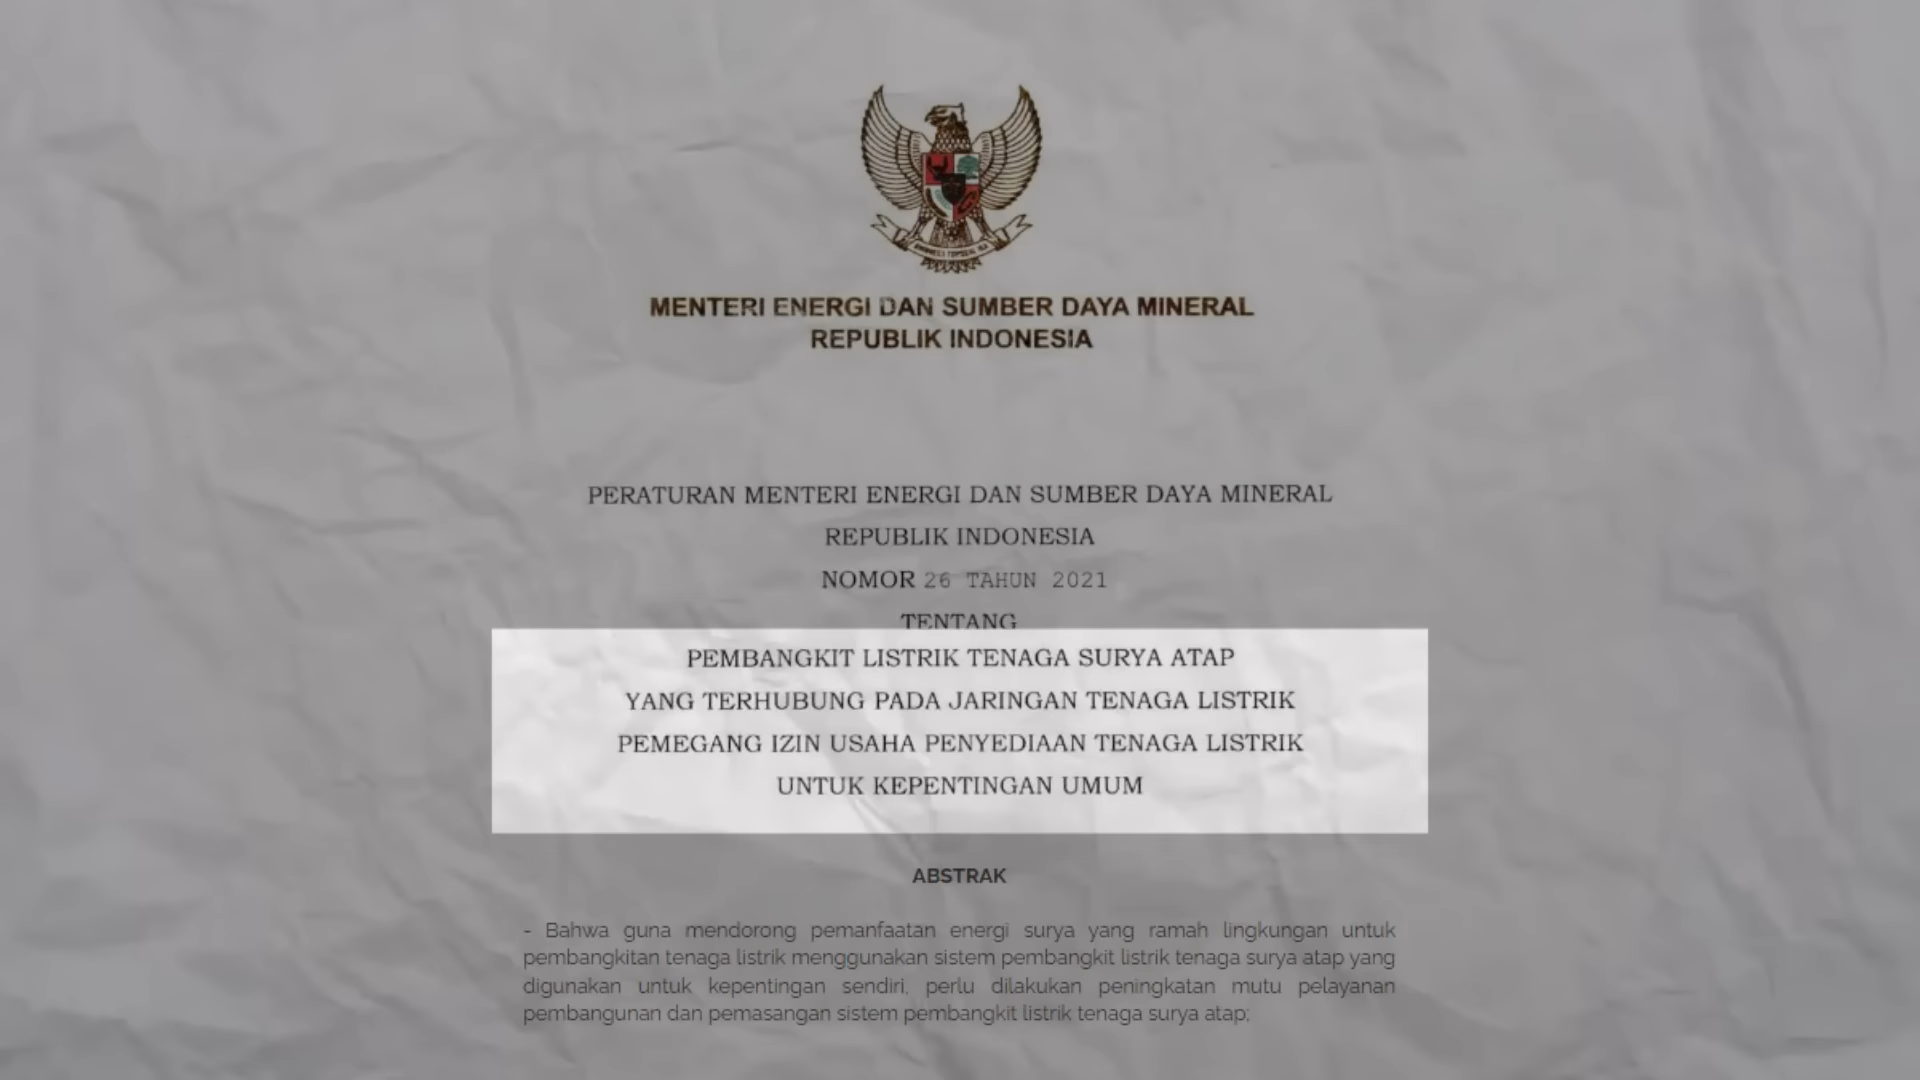 MENTERI ENERGI DAN SUMBER DAYA MINERAL
REPUBLIK INDONESIA
PERATURAN MENTERI ENERGI DAN SUMBER DAYA MINERAL
REPUBLIK INDONESIA
NOMOR 26 TAHUN 2021
TENTANG
PEMBANGKIT LISTRIK TENAGA SURYA ATAP
YANG TERHUBUNG PADA JARINGAN TENAGA LISTRIK
PEMEGANG IZIN USAHA PENYEDIAAN TENAGA LISTRIK
UNTUK KEPENTINGAN UMUM
ABSTRAK
- Bahwa guna mendorong pemanfaatan energi surya yang ramah lingkungan untuk
pembangkitan tenaga listrik menggunakan sistem pembangkit listrik tenaga surya atap yang
digunakan untuk kepentingan sendiri, perlu dilakukan peningkatan mutu pelayanan
pembangunan dan pemasangan sistem pembangkit listrik tenaga surya atap;